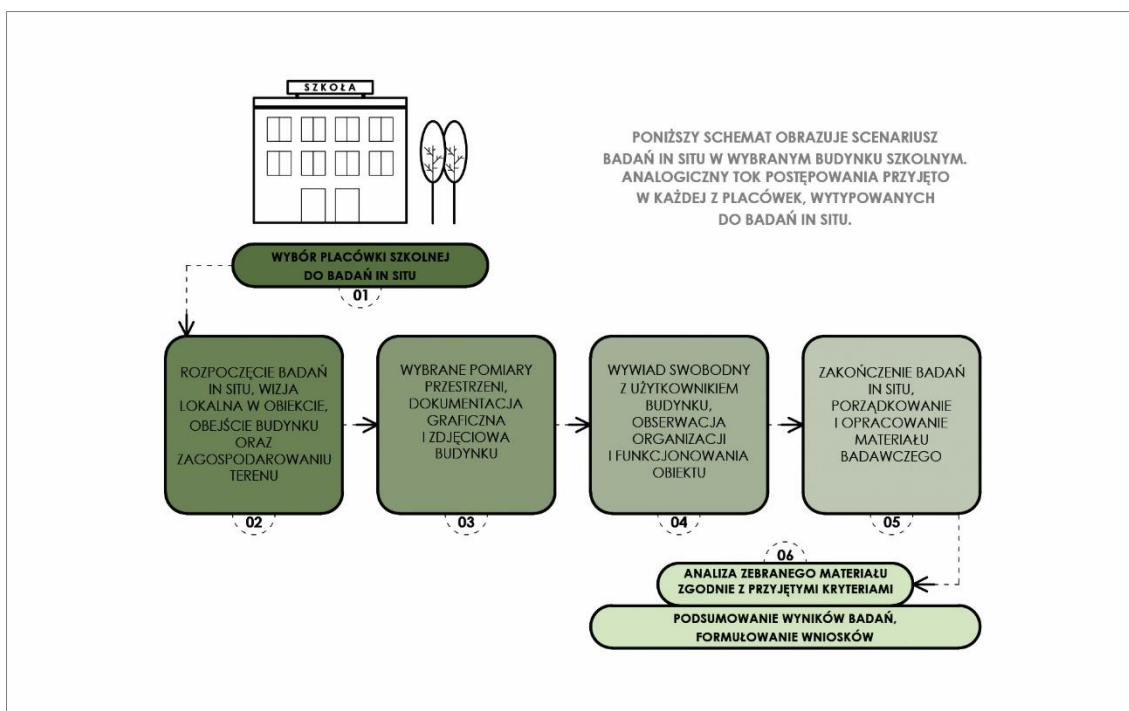 SZKOŁA
PONIŻSZY SCHEMAT OBRAZUJE SCENARIUSZ
BADAŃ IN SITU W WYBRANYM BUDYNKU SZKOLNYM.
ANALOGICZNY TOK POSTĘPOWANIA PRZYJĘTO
W KAŻDEJ Z PLACÓWEK, WYTYPOWANYCH
DO BADAŃ IN SITU.
WYBÓR PLACÓWKI SZKOLNEJ
DO BADAŃ IN SITU
01
ROZPOCZĘCIE BADAŃ
IN SITU, WIZJA
LOKALNA W OBIEKCIE,
OBEJŚCIE BUDYNKU
ORAZ
ZAGOSPODAROWANIU
TERENU
02
WYBRANE POMIARY
PRZESTRZENI,
DOKUMENTACJA
GRAFICZNA
I ZDJĘCIOWA
BUDYNKU
03
WYWIAD SWOBODNY
Z UŻYTKOWNIKIEM
BUDYNKU,
OBSERWACJA
ORGANIZACJI
I FUNKCJONOWANIA
OBIEKTU
04
ZAKOŃCZENIE BADAŃ
IN SITU,
PORZĄDKOWANIE
I OPRACOWANIE
MATERIAŁU
BADAWCZEGO
05
06
ANALIZA ZEBRANEGO MATERIAŁU
ZGODNIE Z PRZYJĘTYMI KRYTERIAMI
PODSUMOWANIE WYNIKÓW BADAŃ,
FORMUŁOWANIE WNIOSKÓW